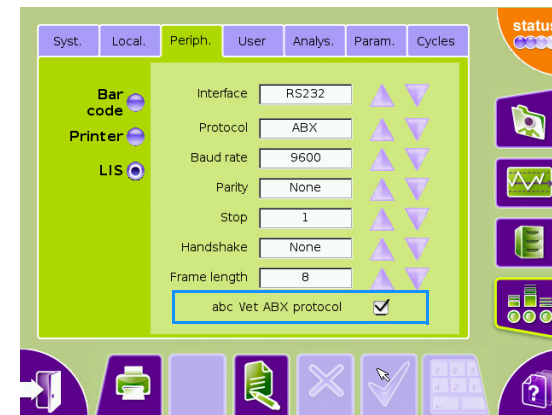 status
Syst. Local. Periph. User Analys. Param. Cycles
Bar code
Printer
LIS
Interface RS232
Protocol ABX
Baud rate 9600
Parity None
Stop 1
Handshake None
Frame length 8
abc Vet ABX protocol
?